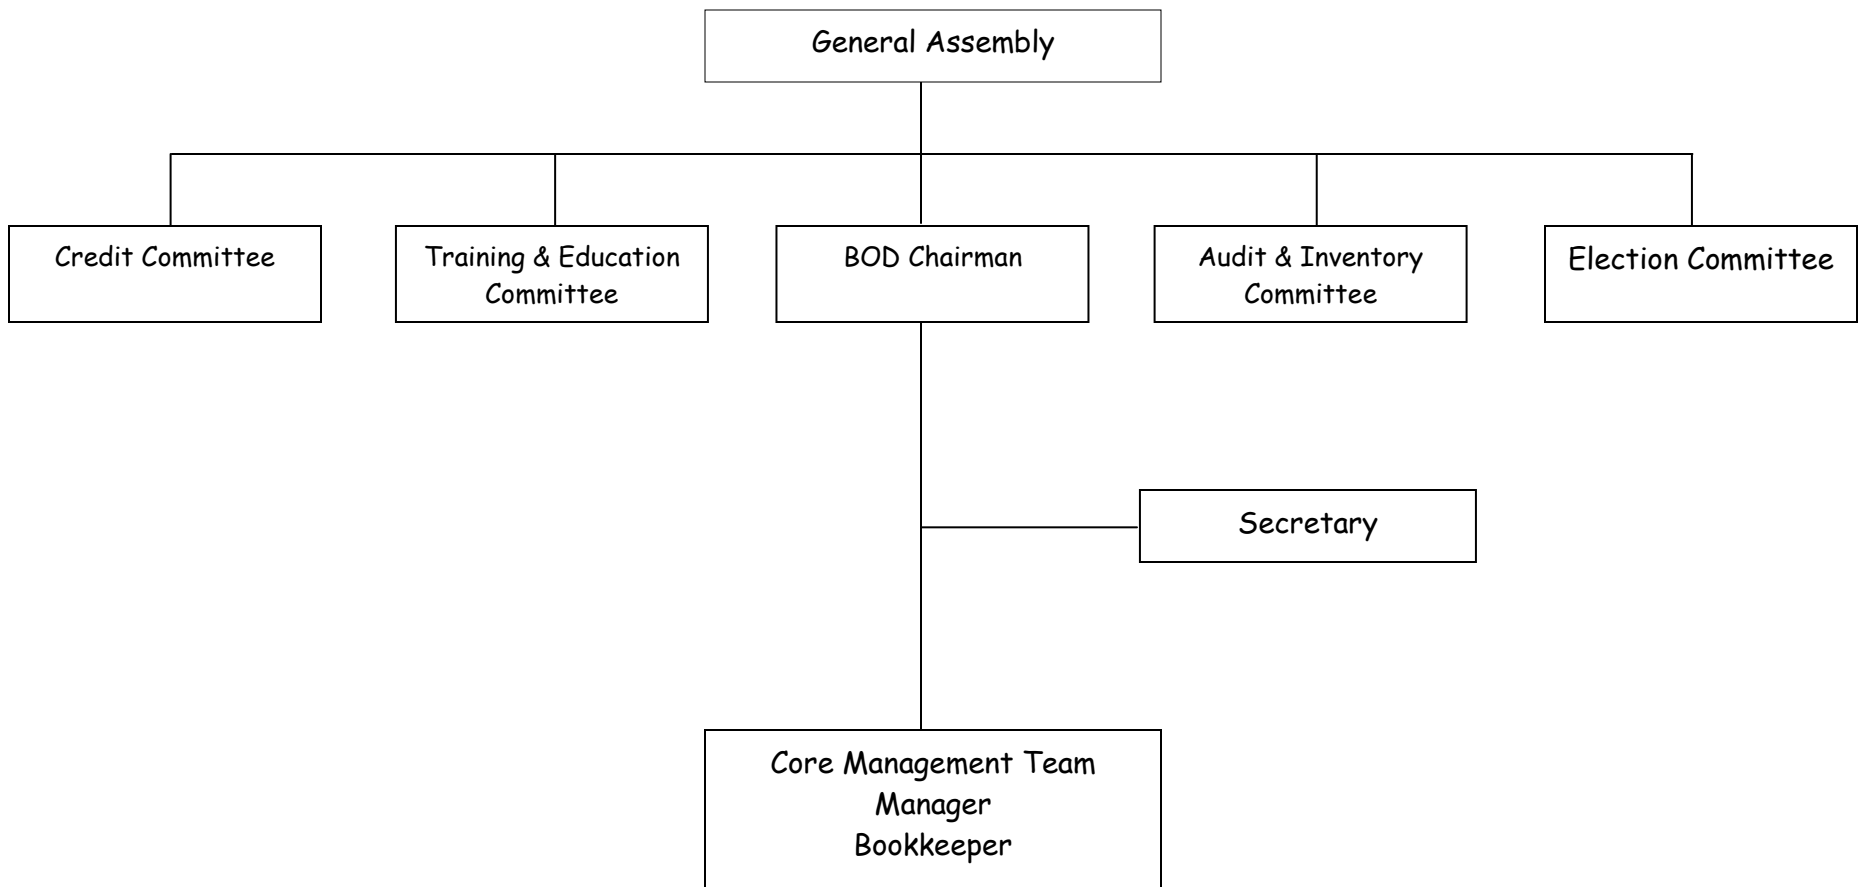 General Assembly
Credit Committee
Training & Education
Committee
BOD Chairman
Audit & Inventory
Committee
Election Committee
Secretary
Core Management Team
Manager
Bookkeeper